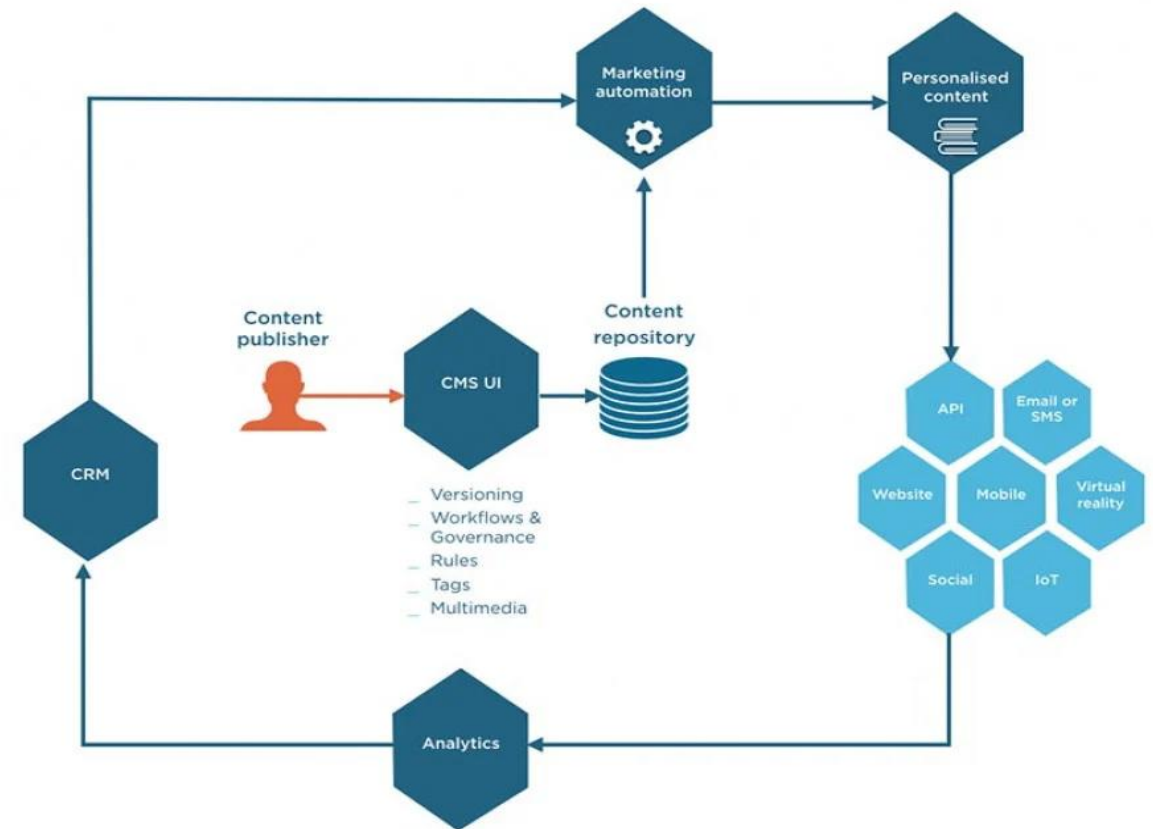 Marketing
automation
Personalised
content
Content
publisher
CMS UI
Content
repository
API
Email or
SMS
CRM
Website
Mobile
Virtual
reality
_ Versioning
_ Workflows &
Governance
_ Rules
_ Tags
_ Multimedia
Social
IoT
Analytics